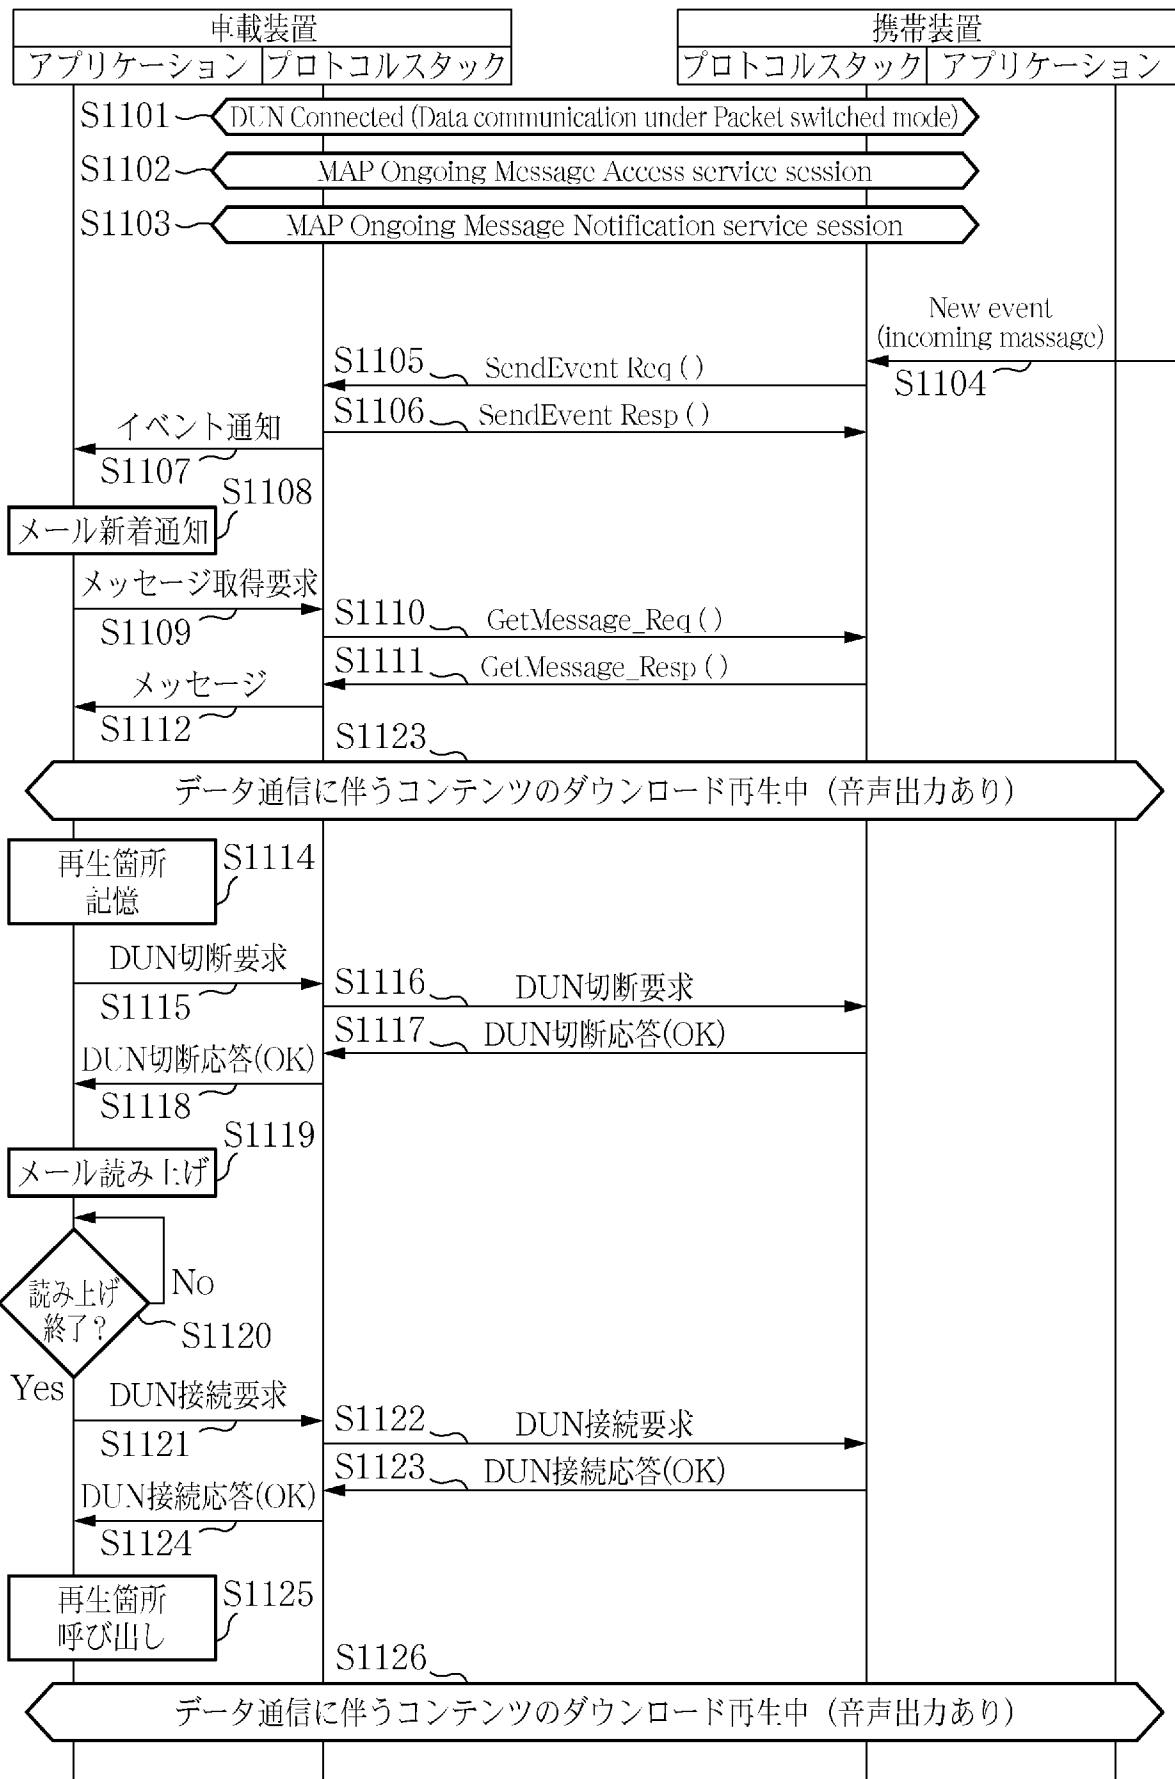 車載装置
携帯装置
アプリケーション
プロトコルスタック
プロトコルスタック
アプリケーション
S1101
DUN Connected (Data communication under Packet switched mode)
S1102
MAP Ongoing Message Access service session
S1103
MAP Ongoing Message Notification service session
New event
(incoming massage)
S1104
S1105
SendEvent Req ( )
S1106
SendEvent Resp ( )
イベント通知
S1107
S1108
メール新着通知
メッセージ取得要求
S1109
S1110
GetMessage_Req ( )
S1111
GetMessage_Resp ( )
メッセージ
S1112
S1123
データ通信に伴うコンテンツのダウンロード再生中（音声出力あり）
再生箇所
記憶
S1114
DUN切断要求
S1115
S1116
DUN切断要求
S1117
DUN切断応答(OK)
DUN切断応答(OK)
S1118
S1119
メール読み上げ
No
読み上げ
終了？
S1120
Yes
DUN接続要求
S1121
S1122
DUN接続要求
S1123
DUN接続応答(OK)
DUN接続応答(OK)
S1124
再生箇所
呼び出し
S1125
S1126
データ通信に伴うコンテンツのダウンロード再生中（音声出力あり）